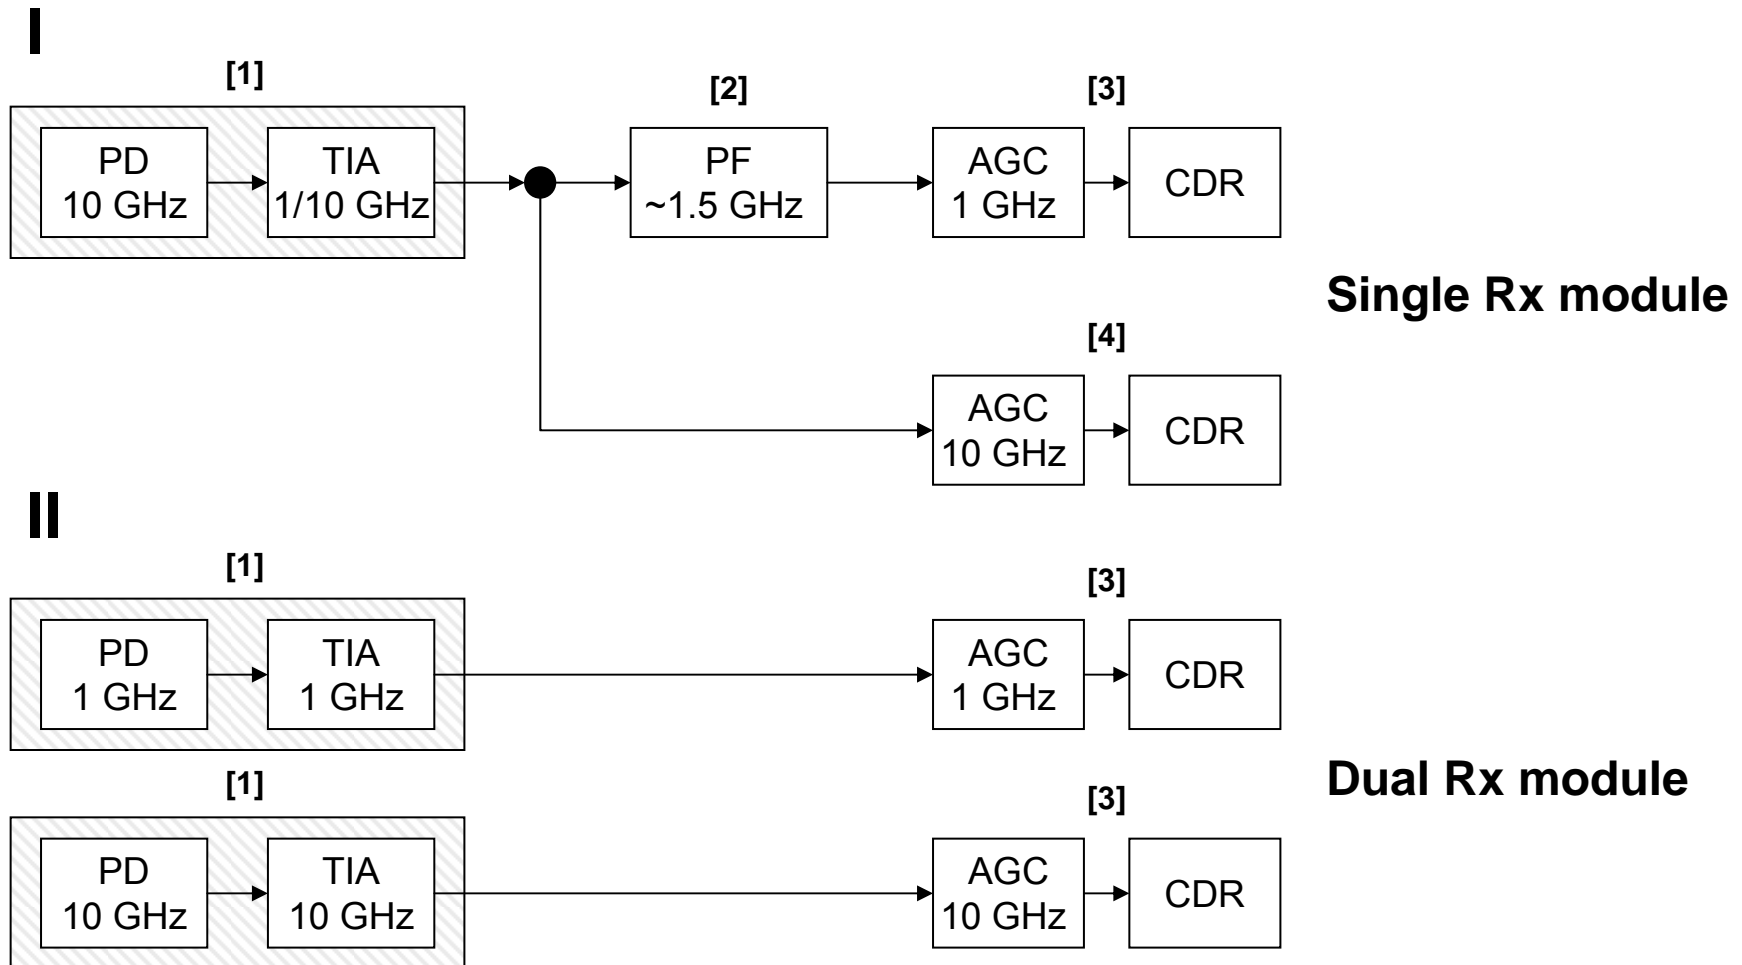 I
[1]
[2]
[3]
PD
10 GHz
TIA
1/10 GHz
PF
~1.5 GHz
AGC
1 GHz
CDR
Single Rx module
[4]
AGC
10 GHz
CDR
II
[1]
[3]
PD
1 GHz
TIA
1 GHz
AGC
1 GHz
CDR
Dual Rx module
[1]
[3]
PD
10 GHz
TIA
10 GHz
AGC
10 GHz
CDR